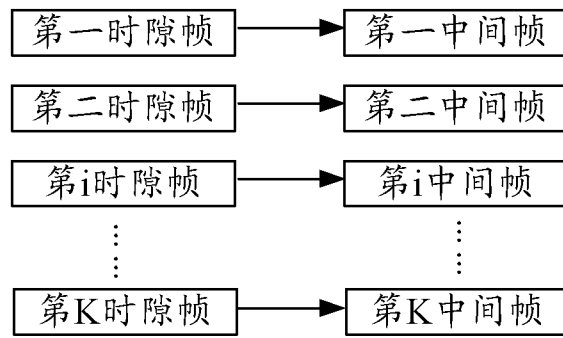 第一时隙帧 第一中间帧
第二时隙帧 第二中间帧
第i时隙帧 第i中间帧
…… ……
第K时隙帧 第K中间帧